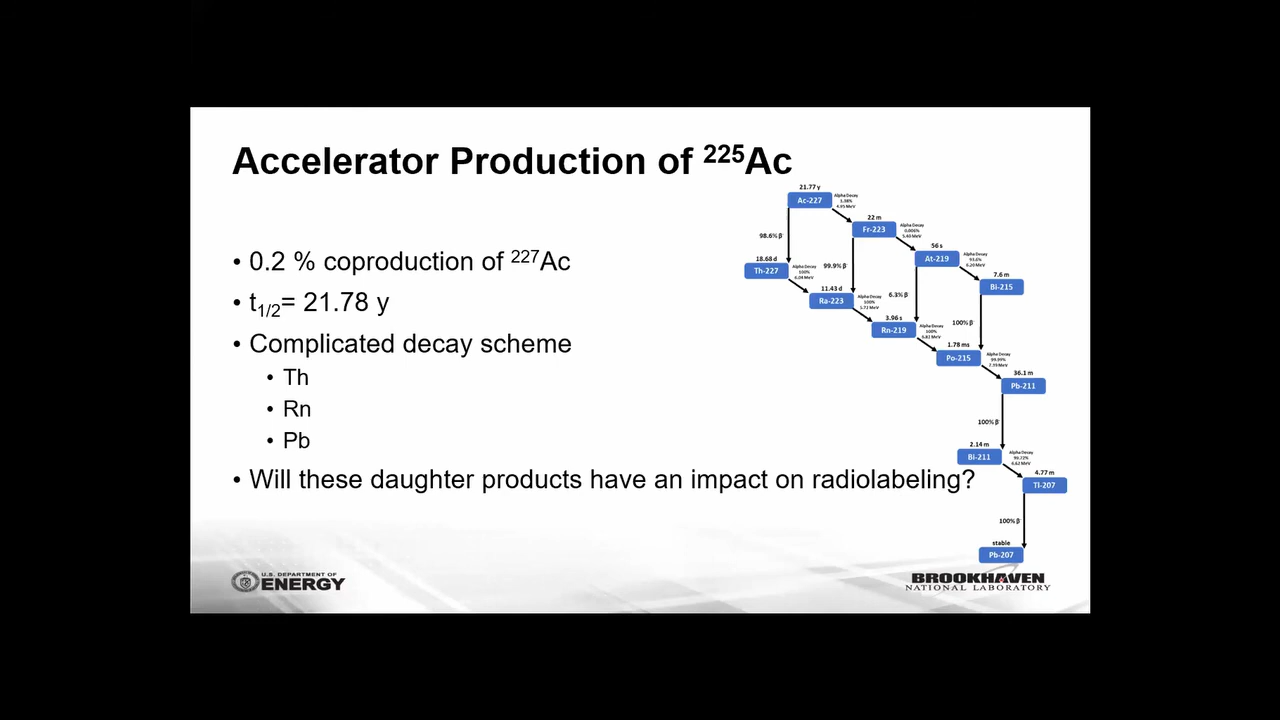 Accelerator Production of ²²⁵Ac
• 0.2 % coproduction of ²²⁷Ac
• t1/2= 21.78 y
• Complicated decay scheme
• Th
• Rn
• Pb
• Will these daughter products have an impact on radiolabeling?
21.77 y
Ac-227
Alpha Decay
1.38%
4.95 MeV
98.6% β⁻
22 m
Fr-223
Alpha Decay
0.006%
5.40 MeV
99.9% β⁻
56 s
At-219
Alpha Decay
93.6%
6.20 MeV
6.3% β⁻
7.6 m
Bi-215
100% β⁻
18.68 d
Th-227
Alpha Decay
100%
6.04 MeV
11.43 d
Ra-223
Alpha Decay
100%
5.72 MeV
3.96 s
Rn-219
Alpha Decay
100%
6.82 MeV
1.78 ms
Po-215
Alpha Decay
99.99%
7.39 MeV
36.1 m
Pb-211
100% β⁻
2.14 m
Bi-211
Alpha Decay
99.72%
6.62 MeV
4.77 m
Tl-207
100% β⁻
stable
Pb-207
U.S. DEPARTMENT OF
ENERGY
BROOKHAVEN
NATIONAL LABORATORY